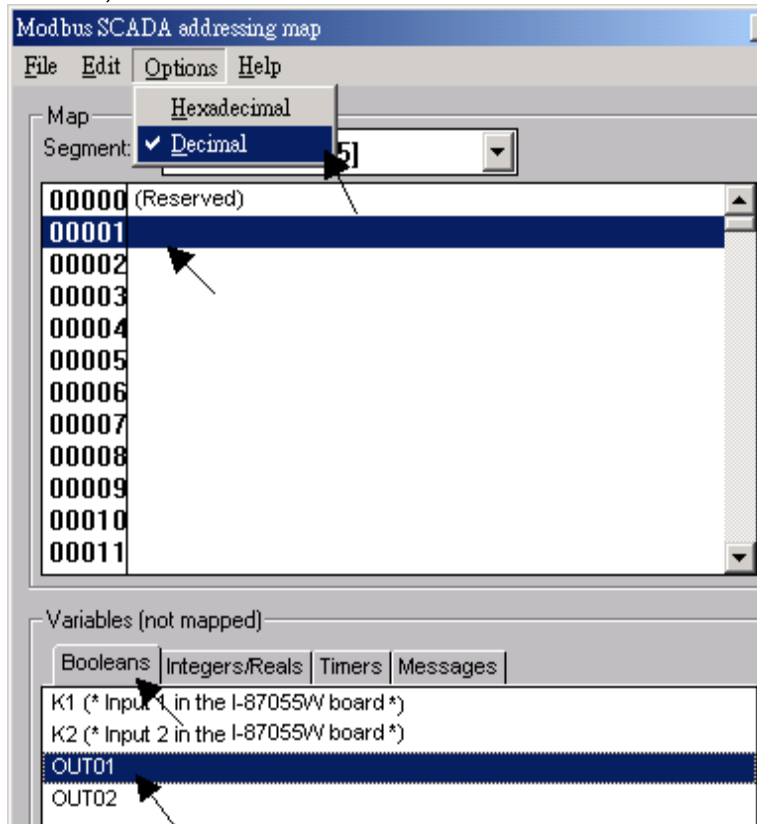 Modbus SCADA addressing map
File Edit Options Help
Hexadecimal
Decimal
Map
Segment: 5]
00000 (Reserved)
00001
00002
00003
00004
00005
00006
00007
00008
00009
00010
00011
Variables (not mapped)
Booleans Integers/Reals Timers Messages
K1 (* Input 1 in the I-87055W board *)
K2 (* Input 2 in the I-87055W board *)
OUT01
OUT02